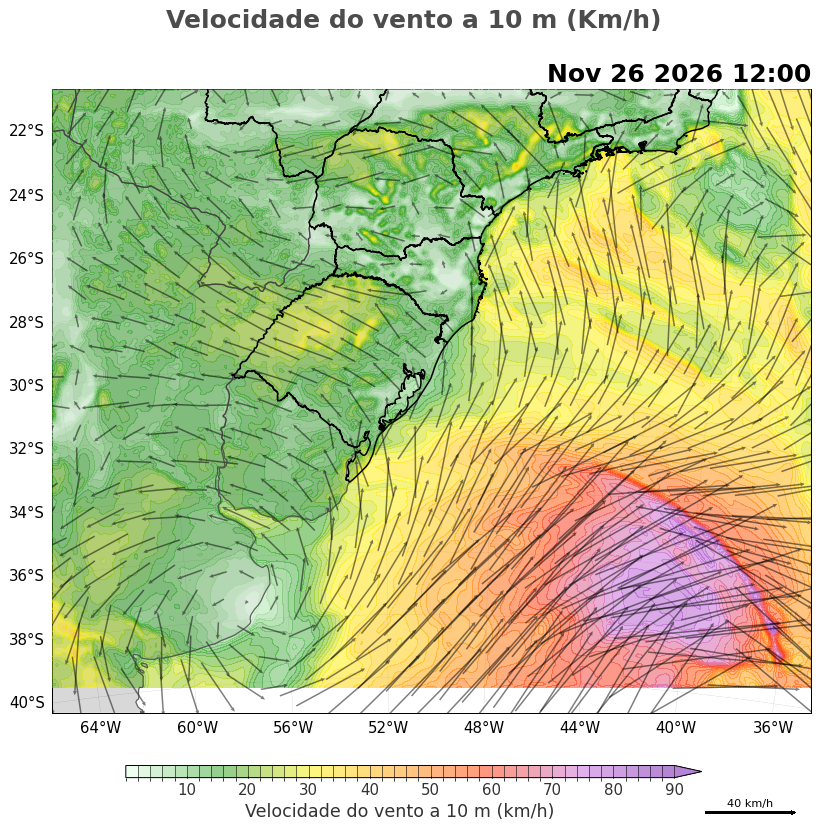 Velocidade do vento a 10 m (Km/h)
Nov 26 2026 12:00
22°S
24°S
26°S
28°S
30°S
32°S
34°S
36°S
38°S
40°S
64°W 60°W 56°W 52°W 48°W 44°W 40°W 36°W
10 20 30 40 50 60 70 80 90
Velocidade do vento a 10 m (km/h)
40 km/h